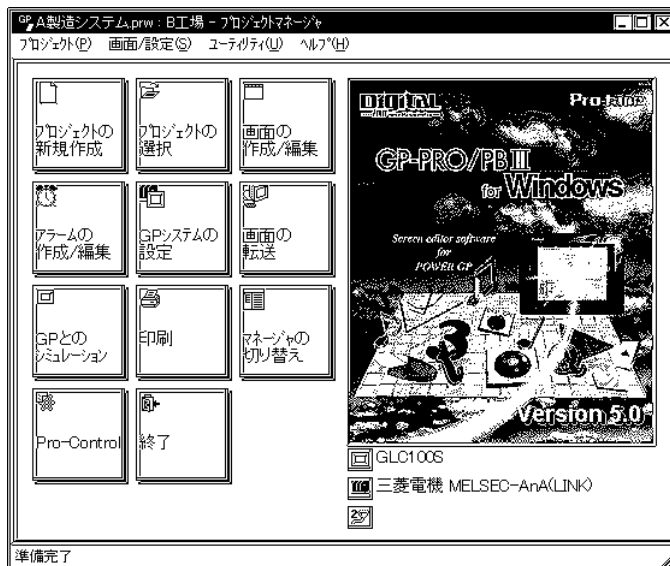 GP A製造システム.prw : B工場 - プロジェクトマネージャ
プロジェクト(P) 画面/設定(S) ユーティリティ(U) ヘルプ(H)
プロジェクトの
新規作成
プロジェクトの
選択
画面の
作成/編集
アラームの
作成/編集
GPシステムの
設定
画面の
転送
GPとの
シミュレーション
印刷
マネージャの
切り替え
Pro-Control
終了
DIGITAL
Pro-face
GP-PRO/PBIII
for Windows
Screen editor software
for
POWER GP
Version 5.0
GLC100S
三菱電機 MELSEC-AnA(LINK)
準備完了